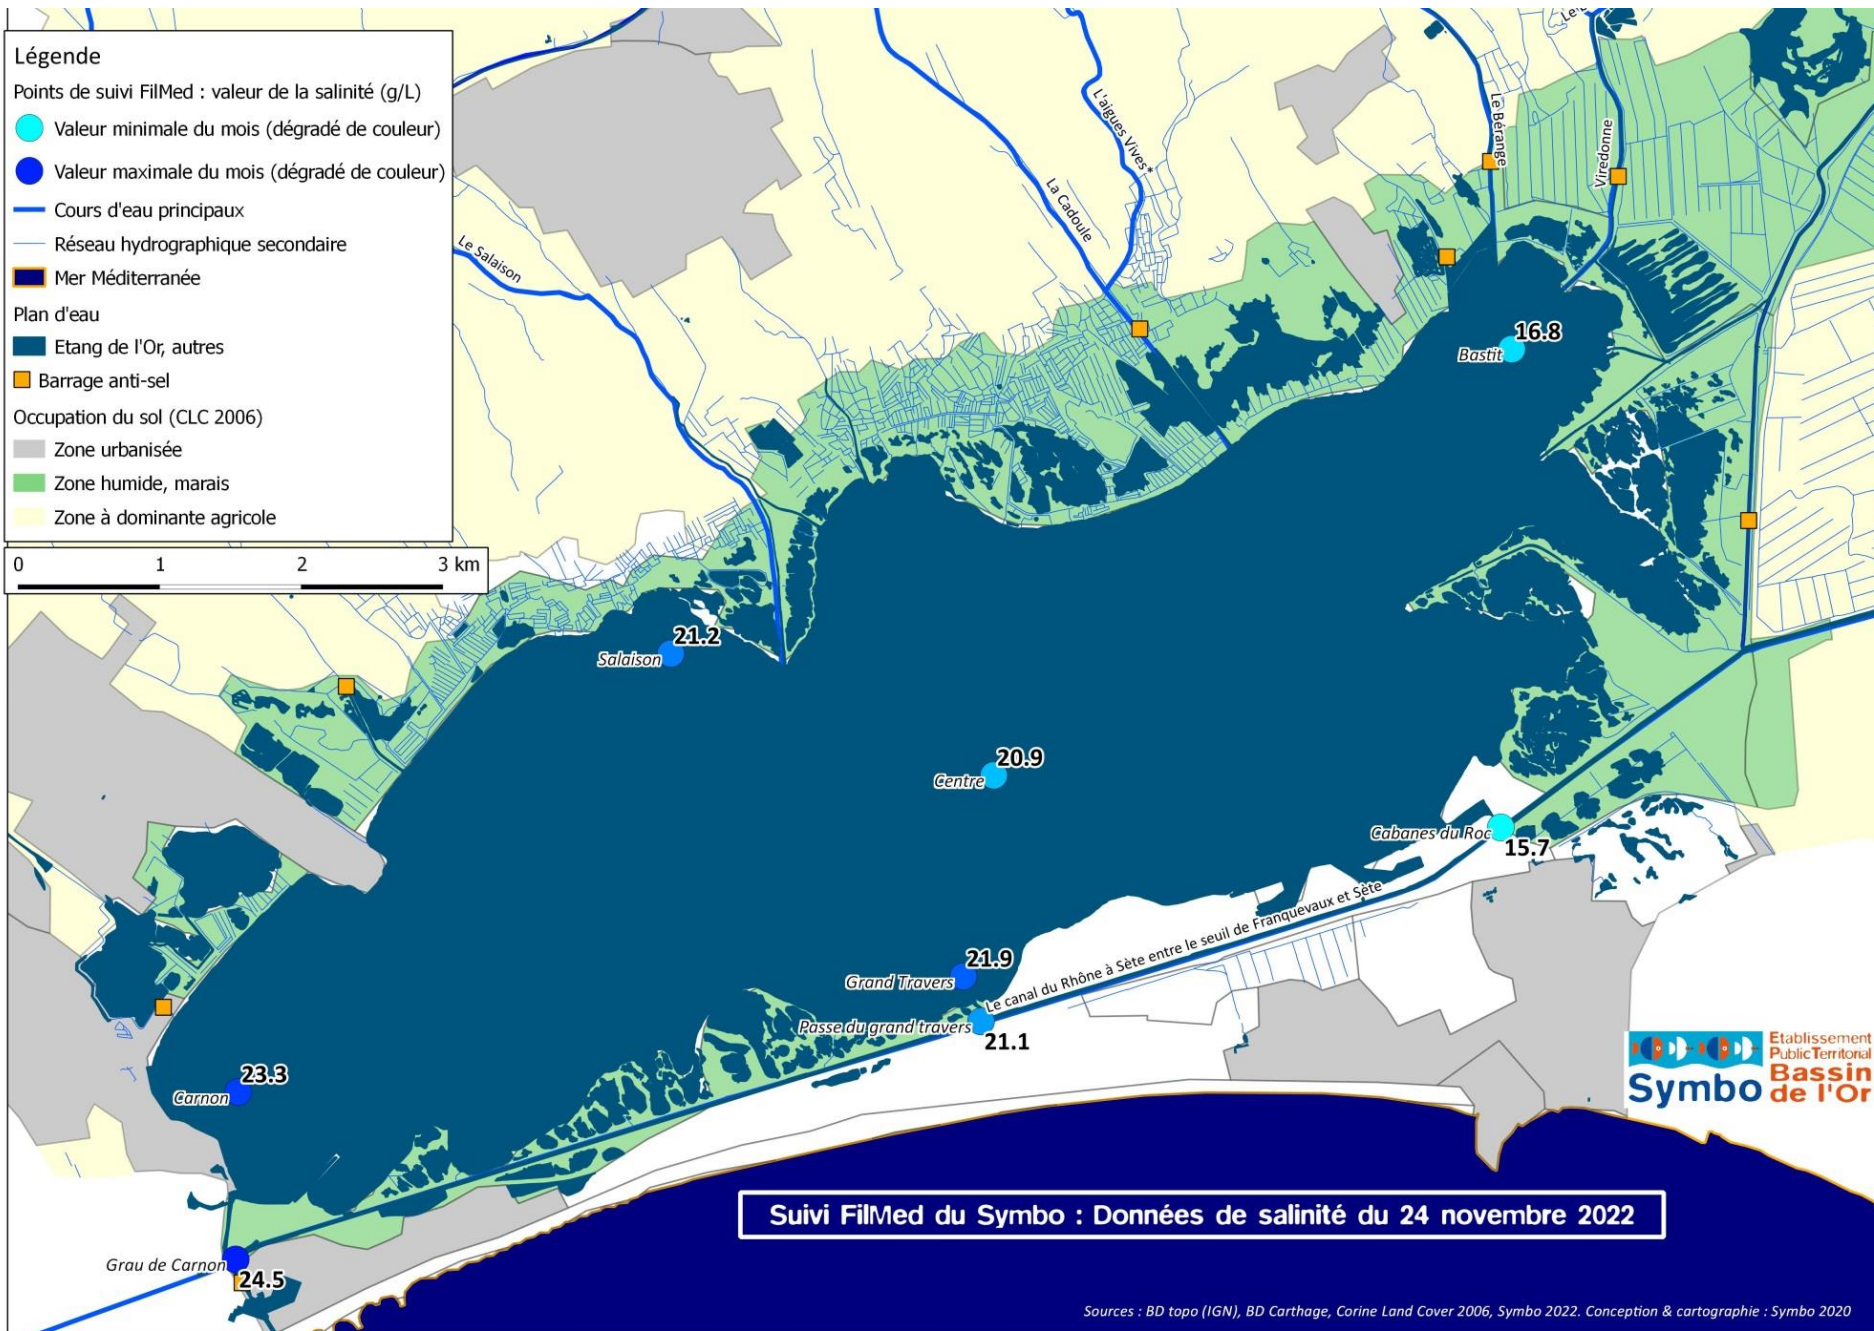 Légende
Points de suivi FilMed : valeur de la salinité (g/L)
Valeur minimale du mois (dégradé de couleur)
Valeur maximale du mois (dégradé de couleur)
Cours d'eau principaux
Réseau hydrographique secondaire
Mer Méditerranée
Plan d'eau
Etang de l'Or, autres
Barrage anti-sel
Occupation du sol (CLC 2006)
Zone urbanisée
Zone humide, marais
Zone à dominante agricole
0 1 2 3 km
Le Salaison
La Cadoule
L'aigues Vives*
Le Bérange
Viredonne
16.8
Bastit
21.2
Salaison
20.9
Centre
Cabanes du Roc
15.7
Le canal du Rhône à Sète entre le seuil de Franquevaux et Sète
21.9
Grand Travers
Passe du grand travers
21.1
23.3
Carnon
Grau de Carnon
24.5
Symbo
Etablissement
Public Territorial
Bassin
de l'Or
Suivi FilMed du Symbo : Données de salinité du 24 novembre 2022
Sources : BD topo (IGN), BD Carthage, Corine Land Cover 2006, Symbo 2022. Conception & cartographie : Symbo 2020